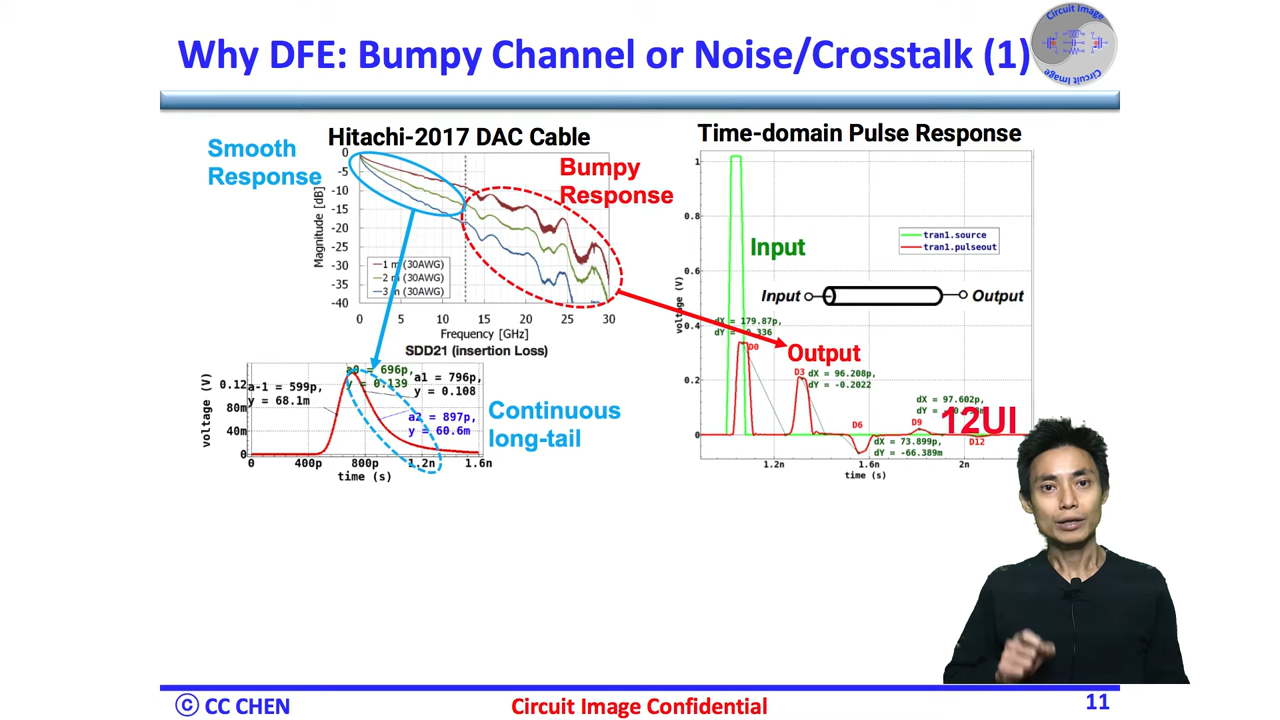 Why DFE: Bumpy Channel or Noise/Crosstalk (1)
Circuit Image
Circuit Image
Hitachi-2017 DAC Cable
Smooth
Response
Bumpy
Response
0
-5
-10
-15
-20
-25
-30
-35
-40
Magnitude [dB]
1 m (30AWG)
2 m (30AWG)
3 m (30AWG)
0 5 10 15 20 25 30
Frequency [GHz]
SDD21 (insertion Loss)
Time-domain Pulse Response
1
0.8
0.6
0.4
0.2
0
voltage (V)
tran1.source
tran1.pulseout
Input
Input
Output
dX = 179.87p,
D0
Output
D3
dX = 96.208p,
dY = -0.2022
D6
dX = 73.899p,
dY = -66.389m
dX = 97.602p,
D9
12UI
D12
1.2n 1.6n 2n
time (s)
voltage (V)
0.12
80m
40m
0
a-1 = 599p,
y = 68.1m
a0 = 696p,
y = 0.139
a1 = 796p,
y = 0.108
a2 = 897p,
y = 60.6m
0 400p 800p 1.2n 1.6n
time (s)
Continuous
long-tail
ⓒ CC CHEN
Circuit Image Confidential
11